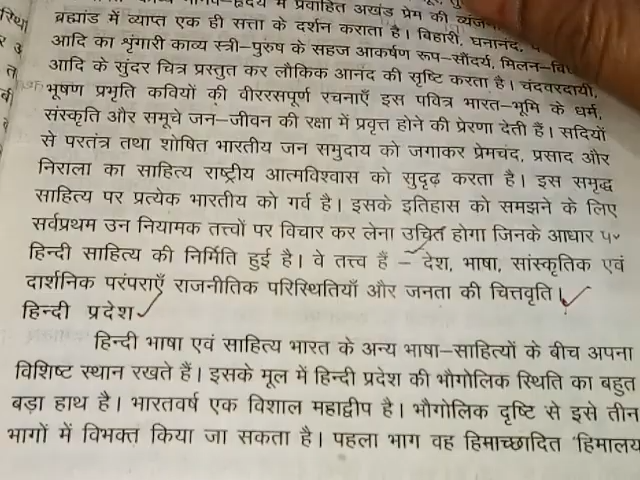 मानव–हृदय में प्रवाहित अखंड प्रेम की
ब्रह्मांड में व्याप्त एक ही सत्ता के दर्शन कराता है। बिहारी, घनानंद,
आदि का शृंगारी काव्य स्त्री–पुरुष के सहज आकर्षण रूप–सौंदर्य, मिलन–
आदि के सुंदर चित्र प्रस्तुत कर लौकिक आनंद की सृष्टि करता है। चंदवरदायी,
भूषण प्रभृति कवियों की वीररसपूर्ण रचनाएँ इस पवित्र भारत–भूमि के धर्म,
संस्कृति और समूचे जन–जीवन की रक्षा में प्रवृत्त होने की प्रेरणा देती हैं। सदियों
से परतंत्र तथा शोषित भारतीय जन समुदाय को जगाकर प्रेमचंद, प्रसाद और
निराला का साहित्य राष्ट्रीय आत्मविश्वास को सुदृढ़ करता है। इस समृद्ध
साहित्य पर प्रत्येक भारतीय को गर्व है। इसके इतिहास को समझने के लिए
सर्वप्रथम उन नियामक तत्त्वों पर विचार कर लेना उचित होगा जिनके आधार
हिन्दी साहित्य की निर्मिति हुई है। वे तत्त्व हैं – देश, भाषा, सांस्कृतिक एवं
दार्शनिक परंपराएँ राजनीतिक परिस्थितियाँ और जनता की चित्तवृति।
हिन्दी प्रदेश
हिन्दी भाषा एवं साहित्य भारत के अन्य भाषा–साहित्यों के बीच अपना
विशिष्ट स्थान रखते हैं। इसके मूल में हिन्दी प्रदेश की भौगोलिक स्थिति का बहुत
बड़ा हाथ है। भारतवर्ष एक विशाल महाद्वीप है। भौगोलिक दृष्टि से इसे तीन
भागों में विभक्त किया जा सकता है। पहला भाग वह हिमाच्छादित 'हिमालय